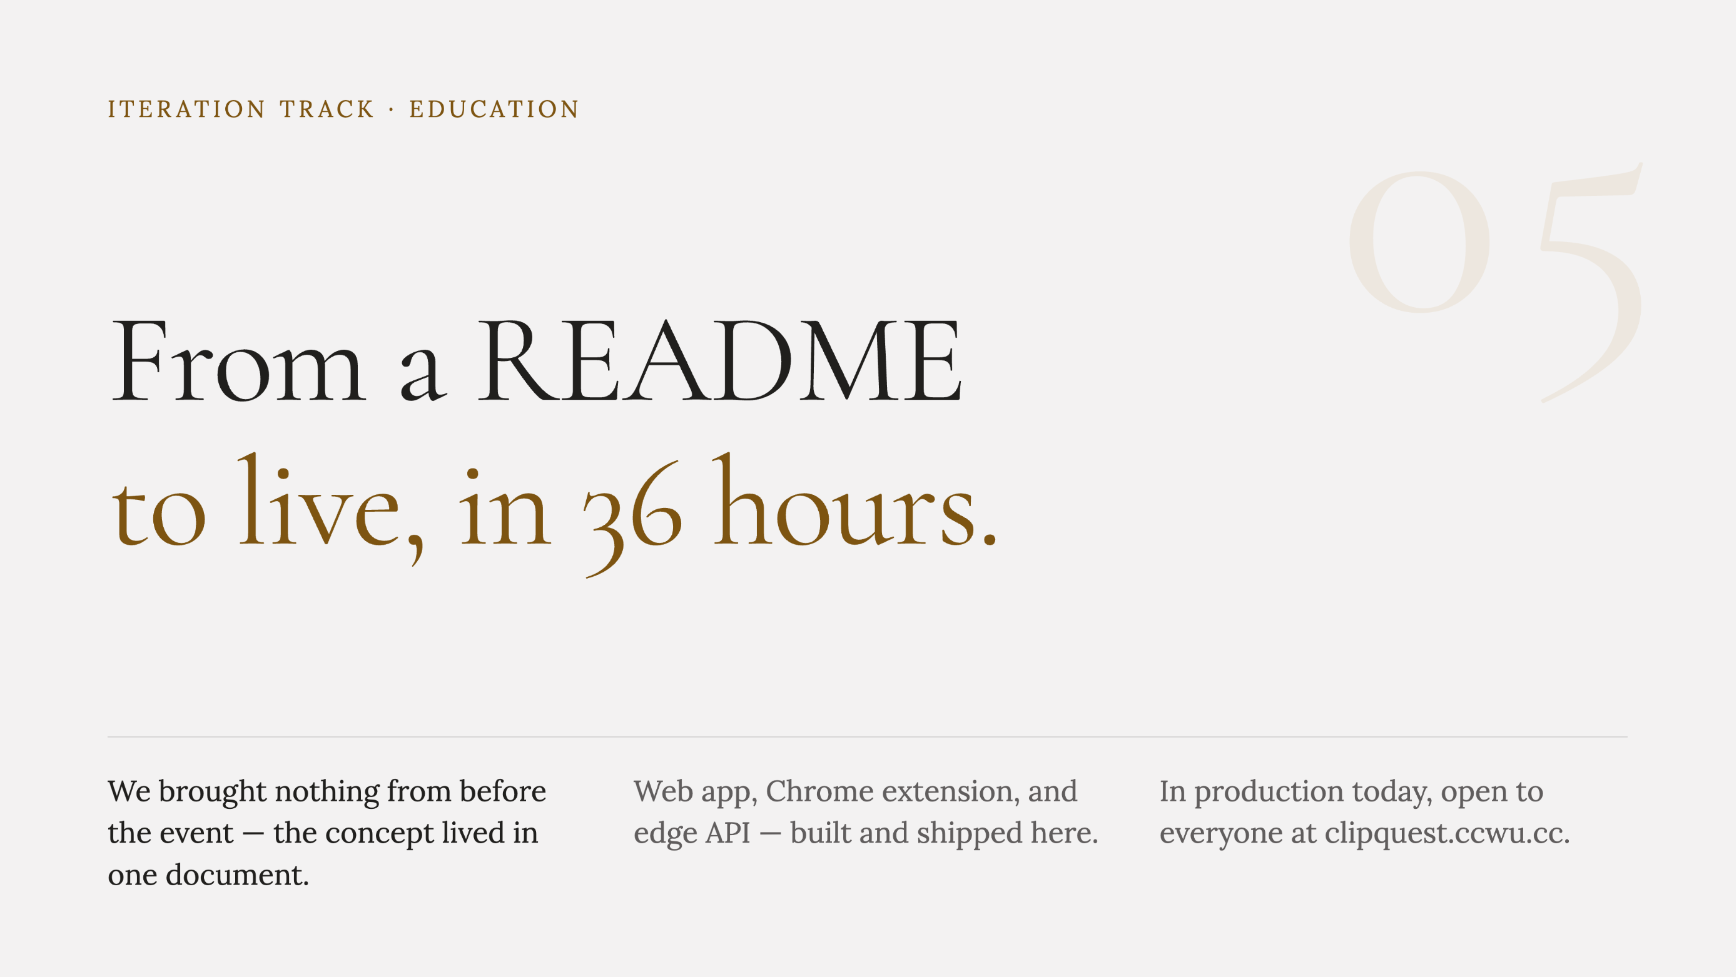 ITERATION TRACK · EDUCATION
05
From a README
to live, in 36 hours.
We brought nothing from before
the event — the concept lived in
one document.
Web app, Chrome extension, and
edge API — built and shipped here.
In production today, open to
everyone at clipquest.ccwu.cc.